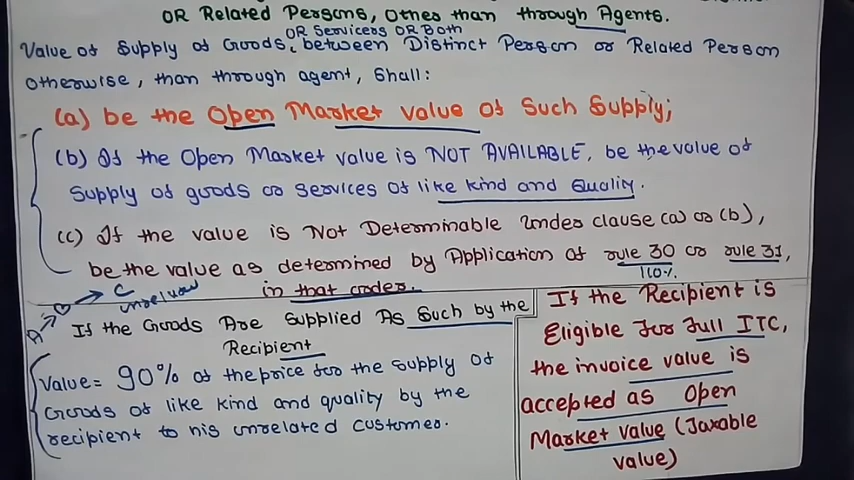 OR Related Persons, Other than through Agents.
OR Services OR Both
Value of Supply of Goods, between Distinct Person or Related Person
otherwise, than through agent, Shall:
(a) be the Open Market value of Such Supply;
(b) If the Open Market value is NOT AVAILABLE, be the value of
Supply of goods or services of like kind and Quality.
(c) If the value is Not Determinable Under clause (a) or (b),
be the value as determined by Application of rule 30 or rule 31,
110%
in that order.
A → B → C
unrelated
If the Goods Are Supplied As Such by the
Recipient
Value = 90% of the price for the supply of
Goods of like kind and quality by the
recipient to his unrelated customer.
If the Recipient is
Eligible for full ITC,
the invoice value is
accepted as Open
Market value (Taxable
value)